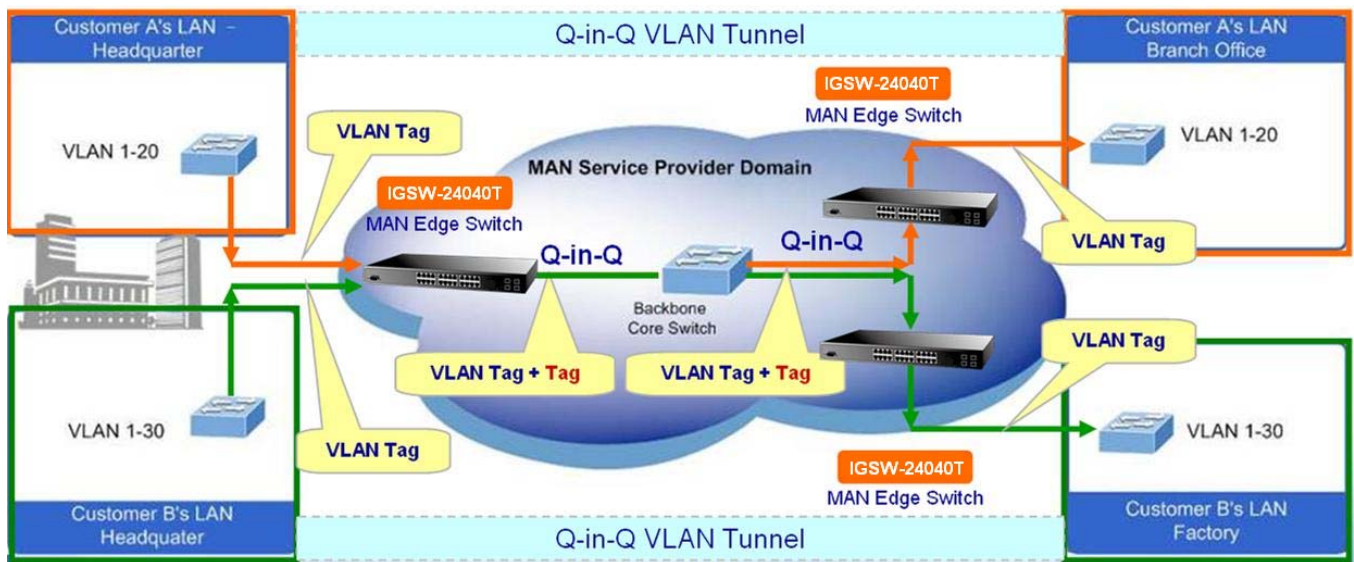 Customer A's LAN –
Headquarter
Q-in-Q VLAN Tunnel
Customer A's LAN
Branch Office
IGSW-24040T
MAN Edge Switch
VLAN Tag
VLAN 1-20
VLAN 1-20
MAN Service Provider Domain
IGSW-24040T
MAN Edge Switch
Q-in-Q
Q-in-Q
VLAN Tag
Backbone
Core Switch
VLAN Tag
VLAN Tag + Tag
VLAN Tag + Tag
VLAN 1-30
VLAN Tag
VLAN 1-30
IGSW-24040T
MAN Edge Switch
Customer B's LAN
Headquater
Q-in-Q VLAN Tunnel
Customer B's LAN
Factory